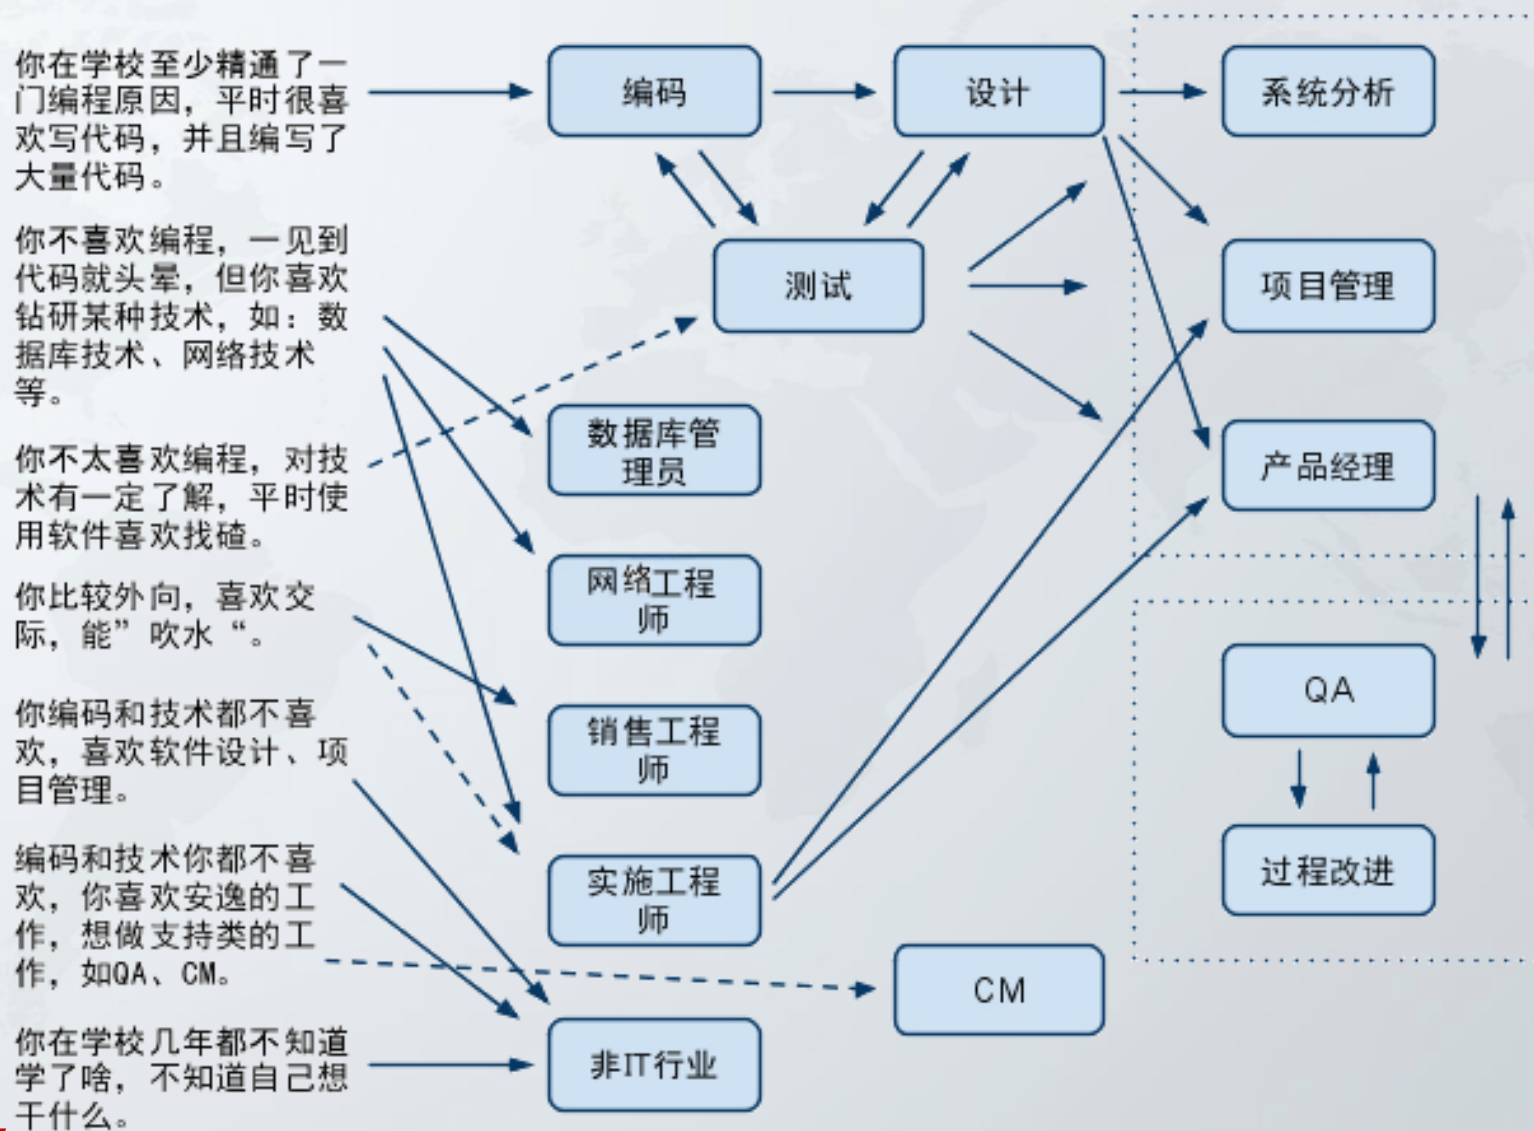 你在学校至少精通了一
门编程原因，平时很喜
欢写代码，并且编写了
大量代码。
你不喜欢编程，一见到
代码就头晕，但你喜欢
钻研某种技术，如：数
据库技术、网络技术
等。
你不太喜欢编程，对技
术有一定了解，平时使
用软件喜欢找碴。
你比较外向，喜欢交
际，能”吹水“。
你编码和技术都不喜
欢，喜欢软件设计、项
目管理。
编码和技术你都不喜
欢，你喜欢安逸的工
作，想做支持类的工
作，如QA、CM。
你在学校几年都不知道
学了啥，不知道自己想
干什么。
编码
设计
系统分析
测试
项目管理
数据库管
理员
产品经理
网络工程
师
QA
销售工程
师
实施工程
师
过程改进
CM
非IT行业